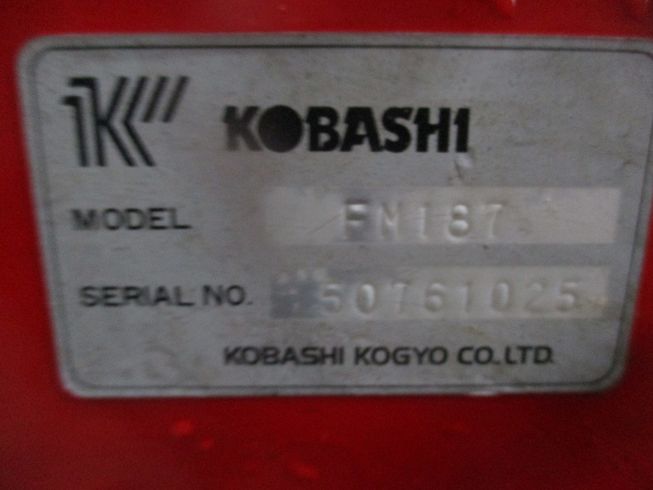 K
KOBASHI
MODEL FM187
SERIAL NO. 50761025
KOBASHI KOGYO CO.LTD.